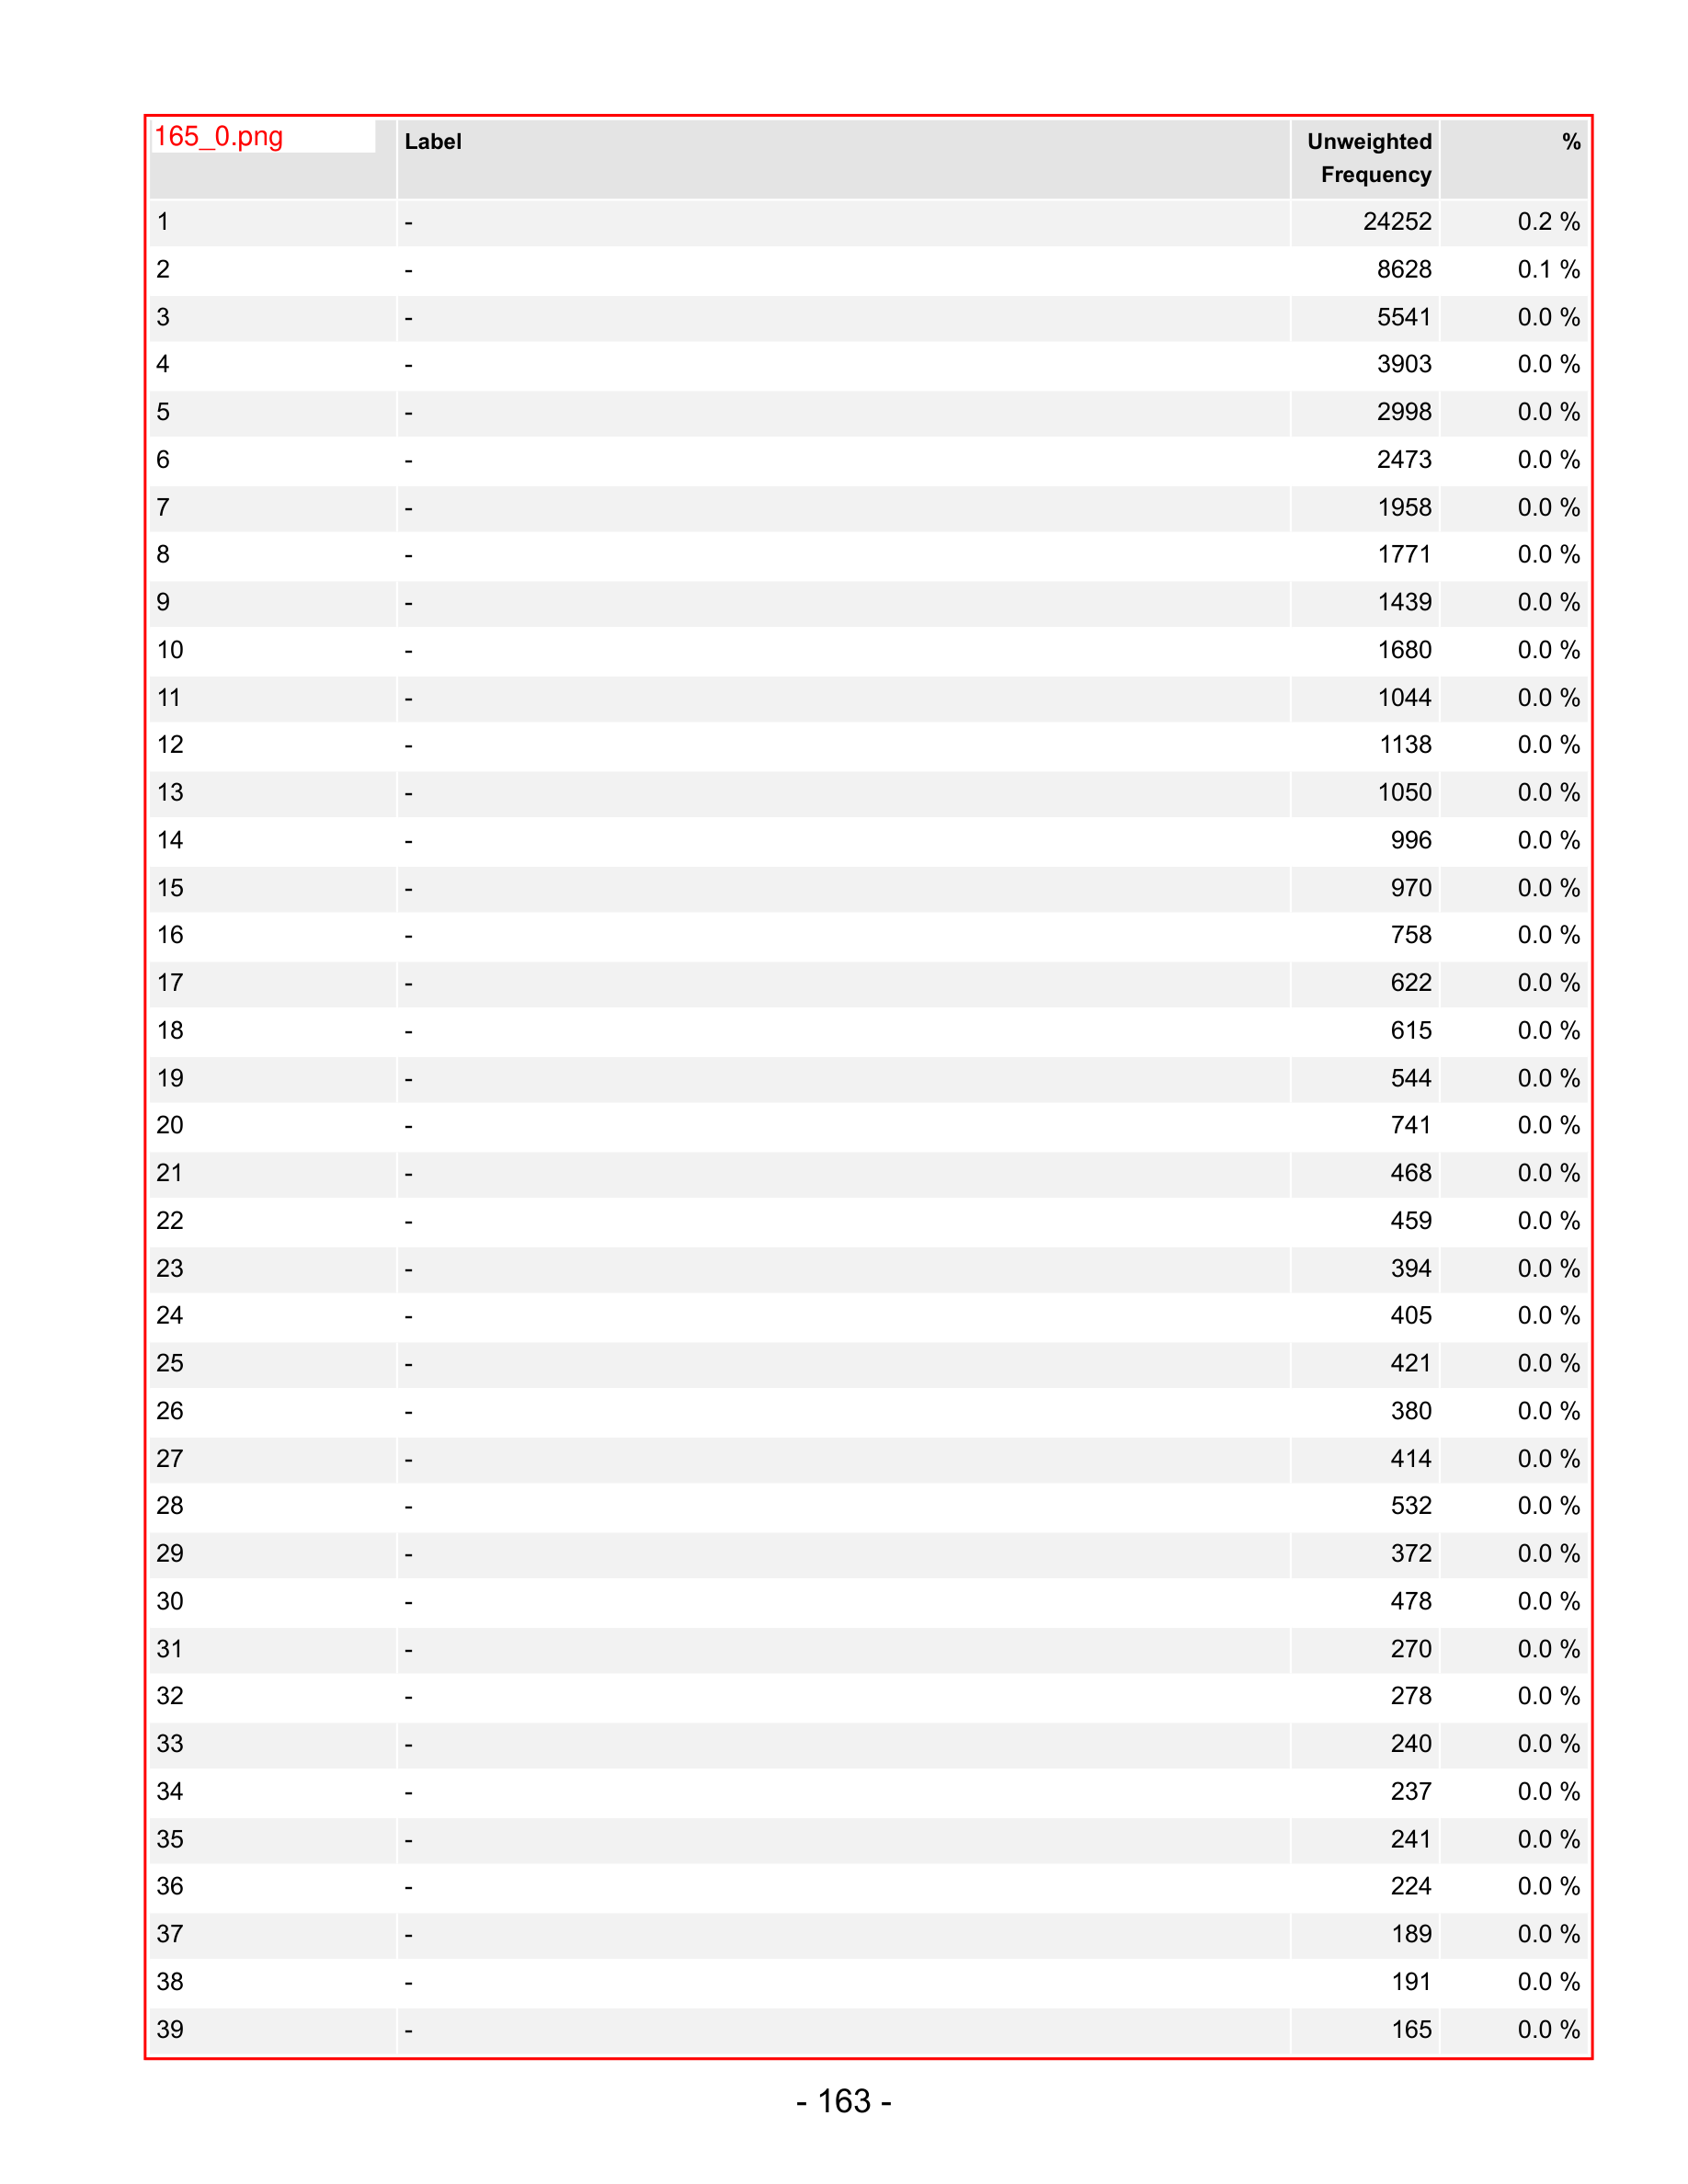 165_0.png Label Unweighted Frequency %
1 - 24252 0.2 %
2 - 8628 0.1 %
3 - 5541 0.0 %
4 - 3903 0.0 %
5 - 2998 0.0 %
6 - 2473 0.0 %
7 - 1958 0.0 %
8 - 1771 0.0 %
9 - 1439 0.0 %
10 - 1680 0.0 %
11 - 1044 0.0 %
12 - 1138 0.0 %
13 - 1050 0.0 %
14 - 996 0.0 %
15 - 970 0.0 %
16 - 758 0.0 %
17 - 622 0.0 %
18 - 615 0.0 %
19 - 544 0.0 %
20 - 741 0.0 %
21 - 468 0.0 %
22 - 459 0.0 %
23 - 394 0.0 %
24 - 405 0.0 %
25 - 421 0.0 %
26 - 380 0.0 %
27 - 414 0.0 %
28 - 532 0.0 %
29 - 372 0.0 %
30 - 478 0.0 %
31 - 270 0.0 %
32 - 278 0.0 %
33 - 240 0.0 %
34 - 237 0.0 %
35 - 241 0.0 %
36 - 224 0.0 %
37 - 189 0.0 %
38 - 191 0.0 %
39 - 165 0.0 %
- 163 -